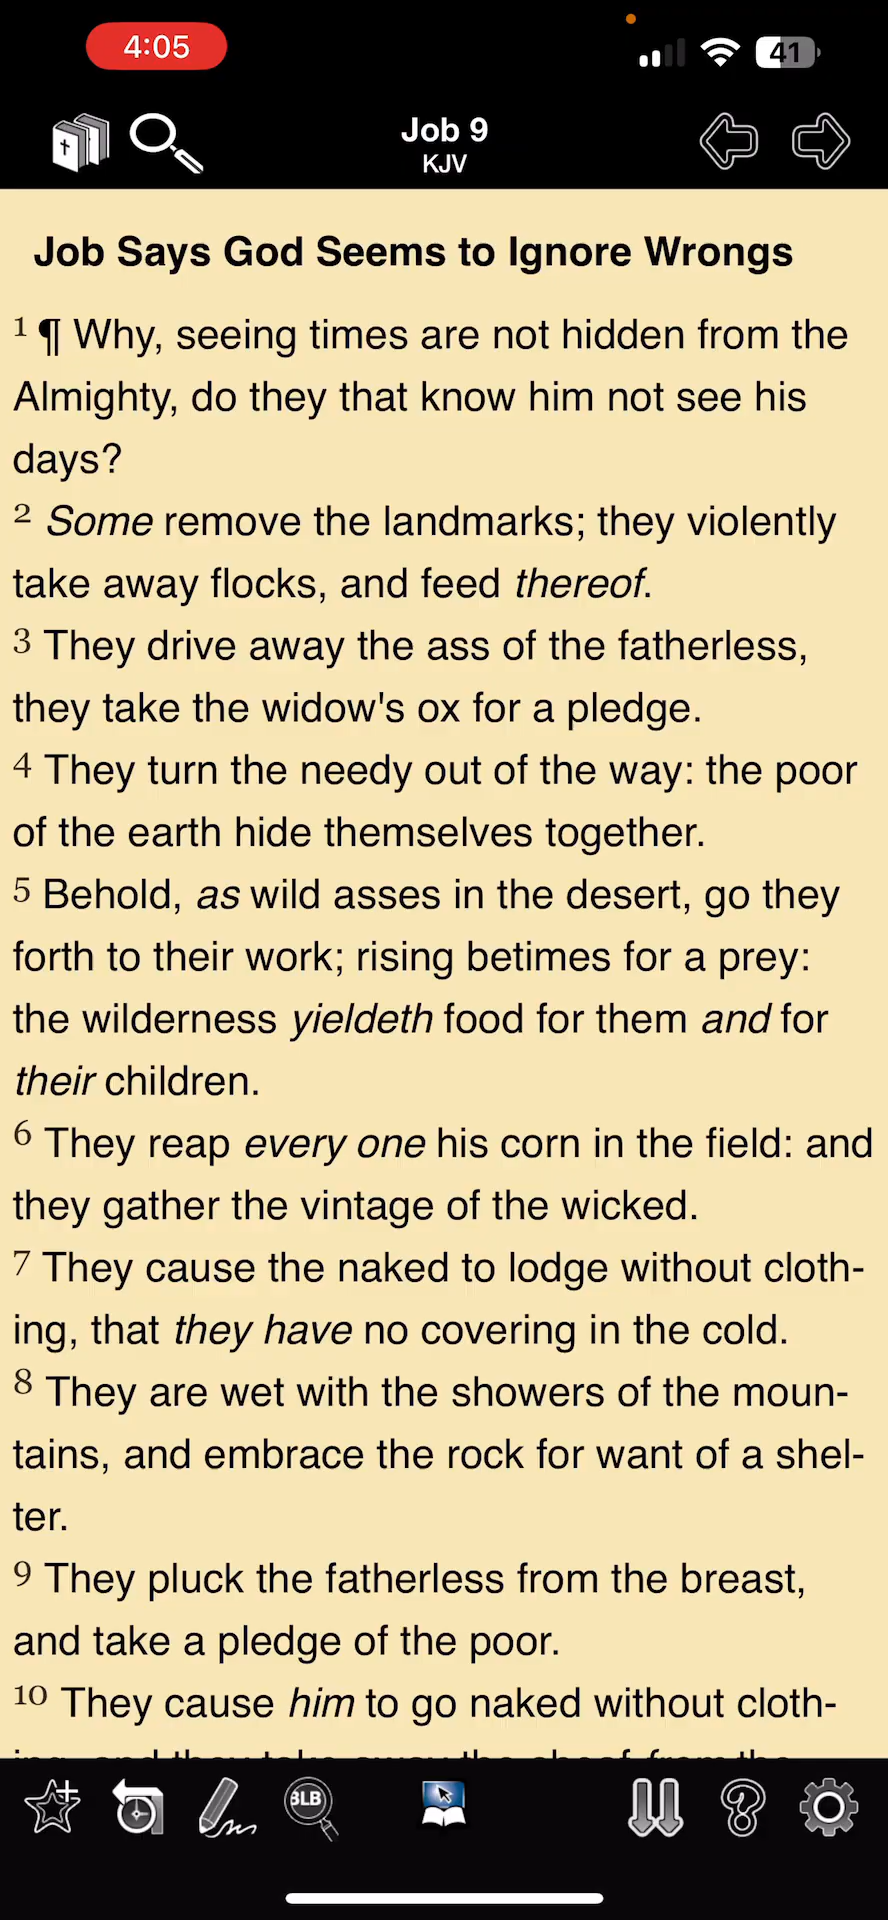 4:05
41
Job 9
KJV
Job Says God Seems to Ignore Wrongs
1 ¶ Why, seeing times are not hidden from the
Almighty, do they that know him not see his
days?
2 Some remove the landmarks; they violently
take away flocks, and feed thereof.
3 They drive away the ass of the fatherless,
they take the widow's ox for a pledge.
4 They turn the needy out of the way: the poor
of the earth hide themselves together.
5 Behold, as wild asses in the desert, go they
forth to their work; rising betimes for a prey:
the wilderness yieldeth food for them and for
their children.
6 They reap every one his corn in the field: and
they gather the vintage of the wicked.
7 They cause the naked to lodge without cloth-
ing, that they have no covering in the cold.
8 They are wet with the showers of the moun-
tains, and embrace the rock for want of a shel-
ter.
9 They pluck the fatherless from the breast,
and take a pledge of the poor.
10 They cause him to go naked without cloth-
ing, and they take away the sheaf from the
BLB